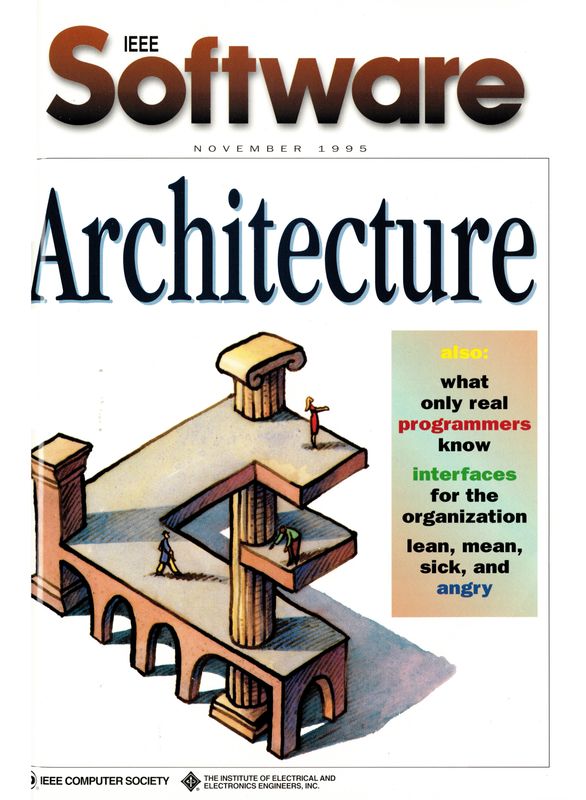 IEEE
Software
NOVEMBER 1995
Architecture
also:
what
only real
programmers
know
interfaces
for the
organization
lean, mean,
sick, and
angry
IEEE COMPUTER SOCIETY
THE INSTITUTE OF ELECTRICAL AND
ELECTRONICS ENGINEERS, INC.